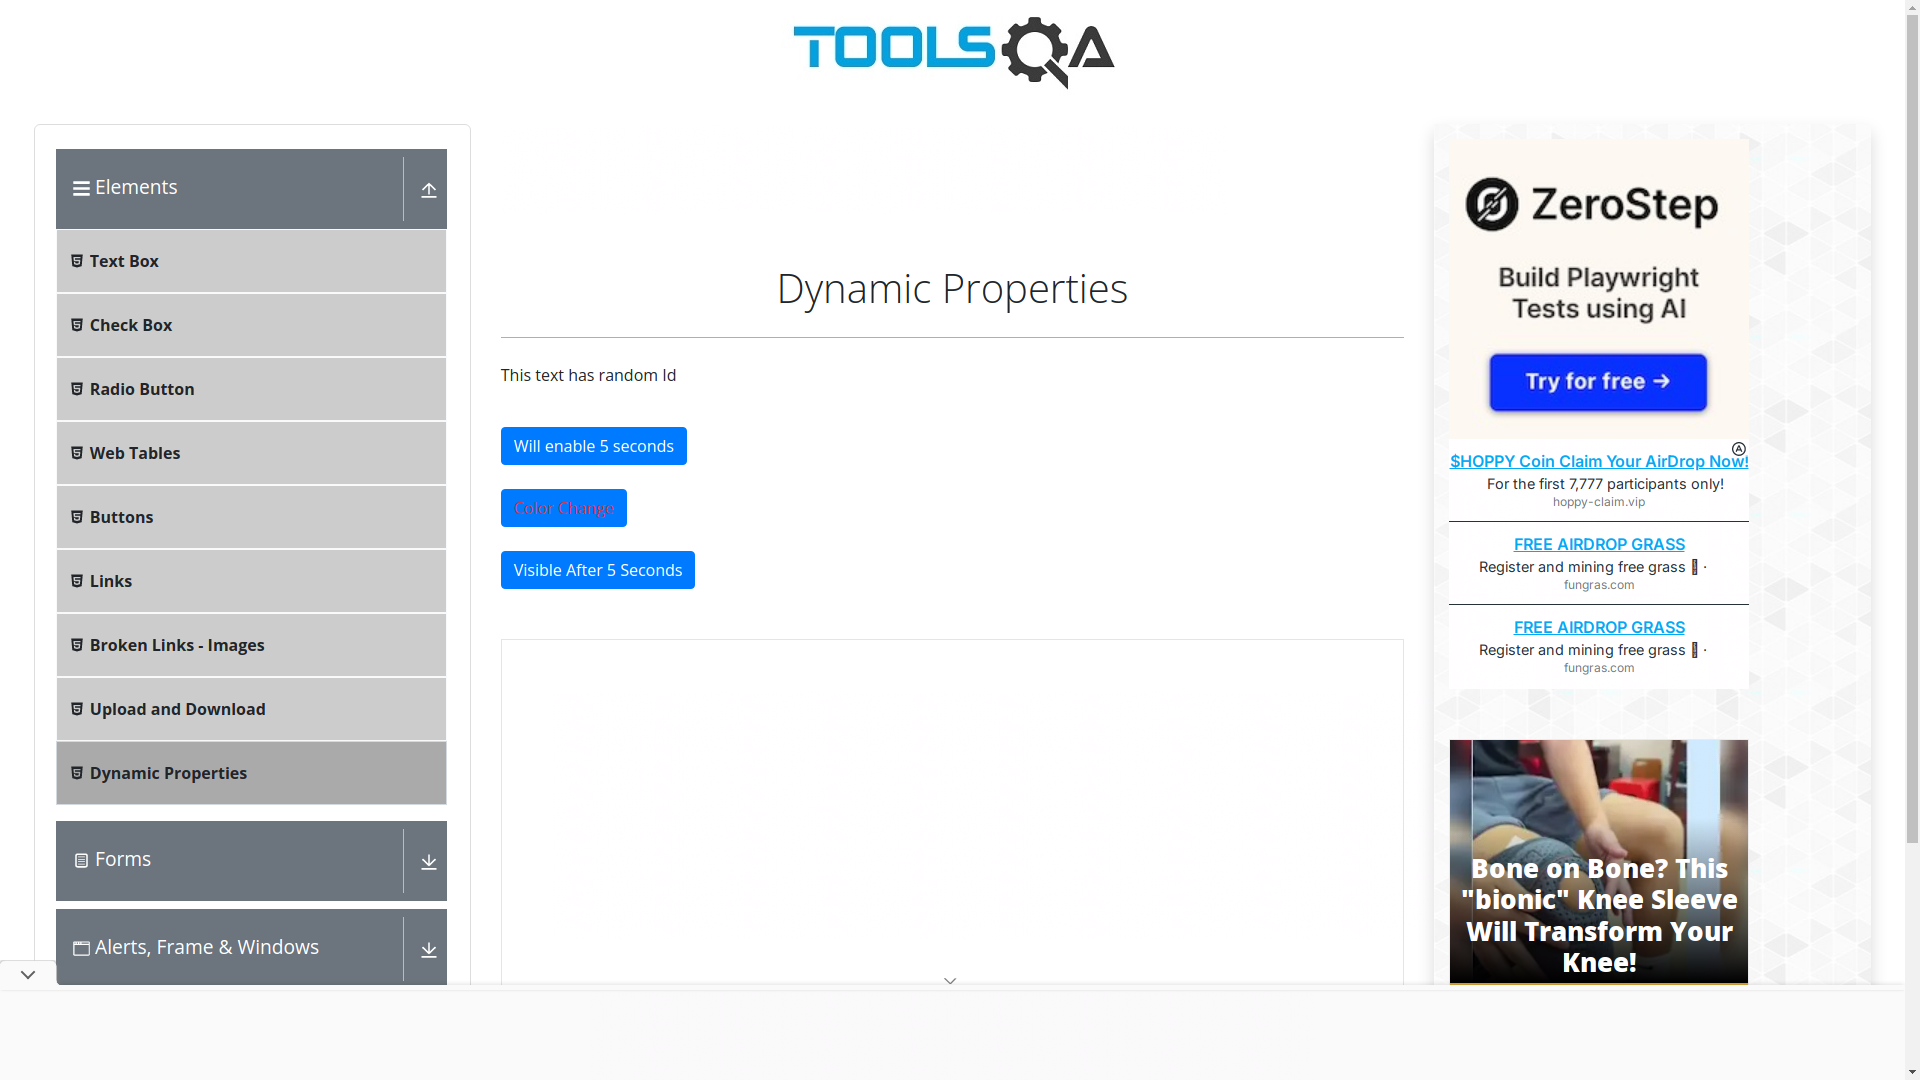 TOOLSQA
Elements
Text Box
Check Box
Radio Button
Web Tables
Buttons
Links
Broken Links - Images
Upload and Download
Dynamic Properties
Forms
Alerts, Frame & Windows
Dynamic Properties
This text has random Id
Will enable 5 seconds
Color Change
Visible After 5 Seconds
ZeroStep
Build Playwright
Tests using AI
Try for free →
$HOPPY Coin Claim Your AirDrop Now!
For the first 7,777 participants only!
hoppy-claim.vip
FREE AIRDROP GRASS
Register and mining free grass ·
fungras.com
FREE AIRDROP GRASS
Register and mining free grass ·
fungras.com
Bone on Bone? This
"bionic" Knee Sleeve
Will Transform Your
Knee!